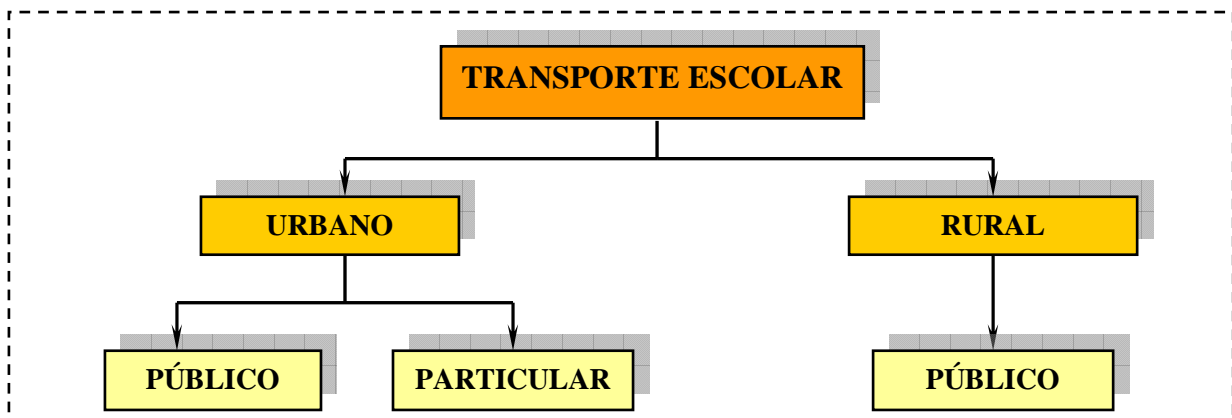 TRANSPORTE ESCOLAR
URBANO
RURAL
PÚBLICO
PARTICULAR
PÚBLICO